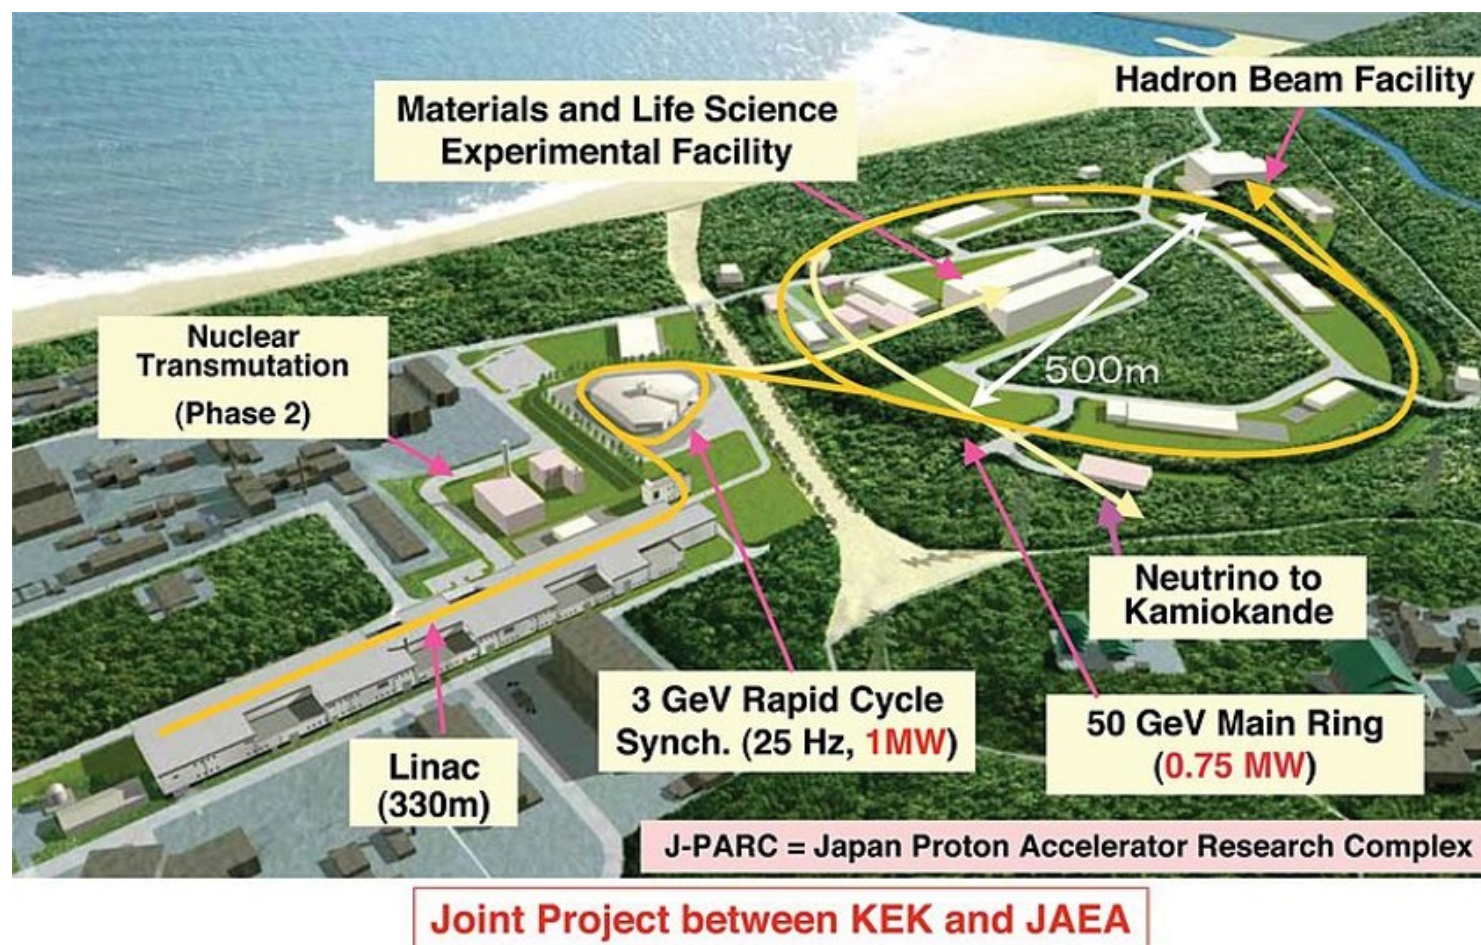 Hadron Beam Facility
Materials and Life Science
Experimental Facility
Nuclear
Transmutation
(Phase 2)
500m
Neutrino to
Kamiokande
3 GeV Rapid Cycle
Synch. (25 Hz, 1MW)
50 GeV Main Ring
(0.75 MW)
Linac
(330m)
J-PARC = Japan Proton Accelerator Research Complex
Joint Project between KEK and JAEA